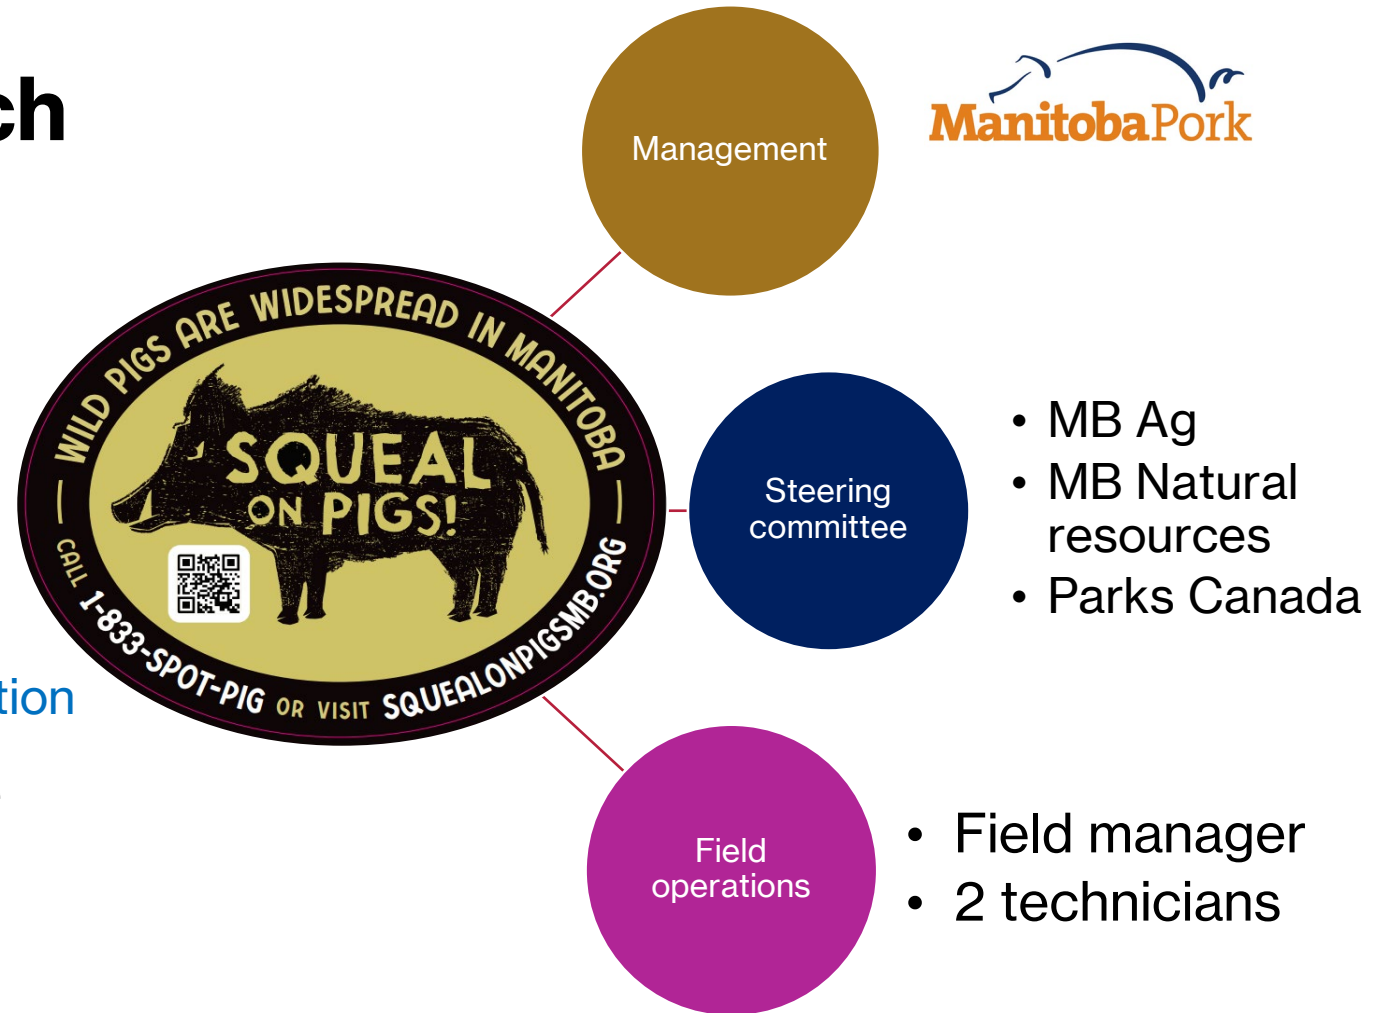 ch
Management
ManitobaPork
WILD PIGS ARE WIDESPREAD IN MANITOBA
SQUEAL
ON PIGS!
CALL 1-833-SPOT-PIG OR VISIT SQUEALONPIGSMB.ORG
Steering
committee
• MB Ag
• MB Natural
resources
• Parks Canada
tion
Field
operations
• Field manager
• 2 technicians